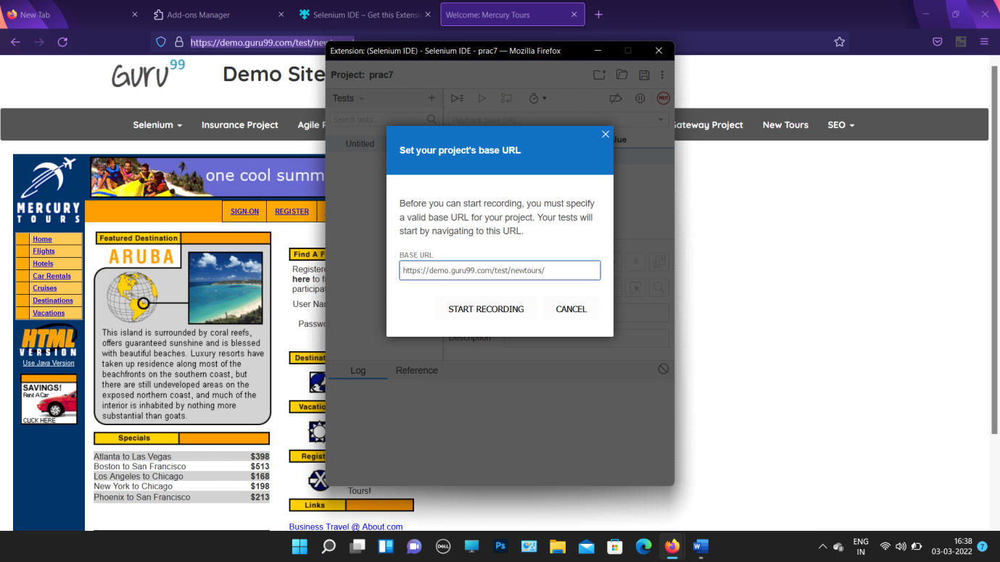 New Tab
Add-ons Manager
Selenium IDE – Get this Extensi
Welcome: Mercury Tours
https://demo.guru99.com/test/new
Guru99
Demo Site
Selenium
Insurance Project
Agile P
Gateway Project
New Tours
SEO
MERCURY
TOURS
one cool summ
SIGN-ON
REGISTER
Home
Flights
Hotels
Car Rentals
Cruises
Destinations
Vacations
HTML
VERSION
Use Java Version
SAVINGS!
Rent A Car
CLICK HERE
Featured Destination
ARUBA
This island is surrounded by coral reefs,
offers guaranteed sunshine and is blessed
with beautiful beaches. Luxury resorts have
taken up residence along most of the
beachfronts on the southern coast, but
there are still undeveloped areas on the
exposed northern coast, and much of the
interior is inhabited by nothing more
substantial than goats.
Specials
Atlanta to Las Vegas $398
Boston to San Francisco $513
Los Angeles to Chicago $168
New York to Chicago $198
Phoenix to San Francisco $213
Find A F
Registere
here to fi
participat
User Nar
Passwo
Destinat
Vacatio
Regist
Tours!
Links
Business Travel @ About.com
Extension: (Selenium IDE) - Selenium IDE - prac7 — Mozilla Firefox
Project: prac7
Tests
REC
Search tests...
Playback base URL
Untitled
alue
Set your project's base URL
Before you can start recording, you must specify
a valid base URL for your project. Your tests will
start by navigating to this URL.
BASE URL
https://demo.guru99.com/test/newtours/
START RECORDING
CANCEL
Description
Log
Reference
DELL
Ps
W
ENG
IN
16:38
03-03-2022
7